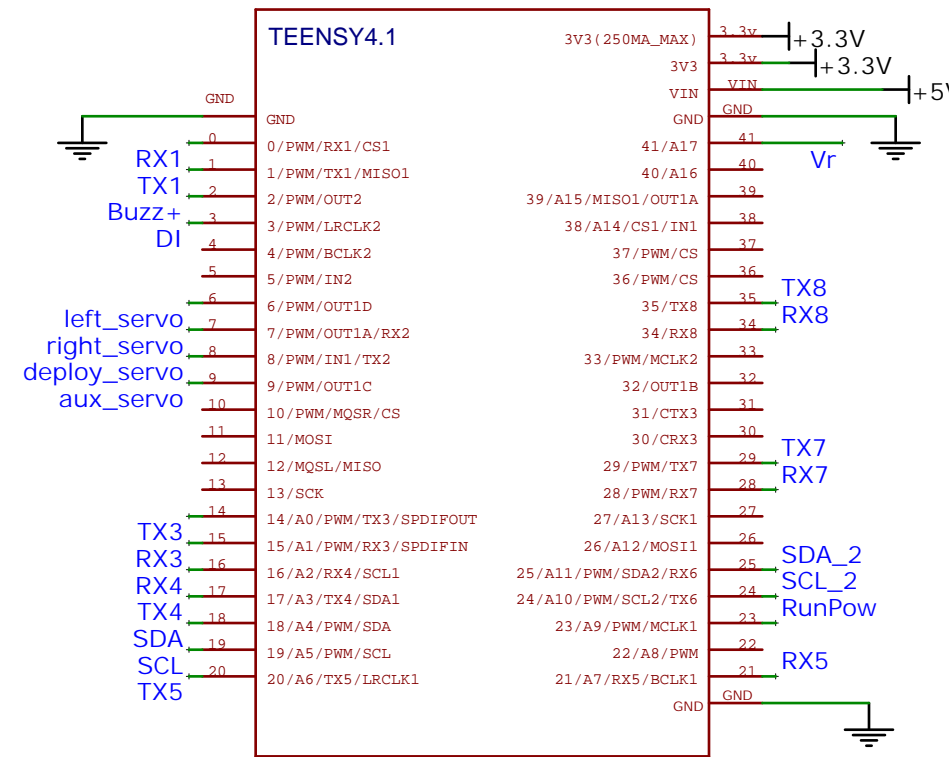 TEENSY4.1
GND
GND
0
0/PWM/RX1/CS1
RX1
1
1/PWM/TX1/MISO1
TX1
2
2/PWM/OUT2
Buzz+
3
3/PWM/LRCLK2
DI
4
4/PWM/BCLK2
5
5/PWM/IN2
6
6/PWM/OUT1D
left_servo
7
7/PWM/OUT1A/RX2
right_servo
8
8/PWM/IN1/TX2
deploy_servo
9
9/PWM/OUT1C
aux_servo
10
10/PWM/MQSR/CS
11
11/MOSI
12
12/MQSL/MISO
13
13/SCK
14
14/A0/PWM/TX3/SPDIFOUT
TX3
15
15/A1/PWM/RX3/SPDIFIN
RX3
16
16/A2/RX4/SCL1
RX4
17
17/A3/TX4/SDA1
TX4
18
18/A4/PWM/SDA
SDA
19
19/A5/PWM/SCL
SCL
20
20/A6/TX5/LRCLK1
TX5
3V3(250MA_MAX)
3.3v
+3.3V
3V3
3.3v
+3.3V
VIN
VIN
+5V
GND
GND
41/A17
41
Vr
40/A16
40
39/A15/MISO1/OUT1A
39
38/A14/CS1/IN1
38
37/PWM/CS
37
36/PWM/CS
36
TX8
35/TX8
35
RX8
34/RX8
34
33/PWM/MCLK2
33
32/OUT1B
32
31/CTX3
31
30/CRX3
30
TX7
29/PWM/TX7
29
RX7
28/PWM/RX7
28
27/A13/SCK1
27
26/A12/MOSI1
26
SDA_2
25/A11/PWM/SDA2/RX6
25
SCL_2
24/A10/PWM/SCL2/TX6
24
RunPow
23/A9/PWM/MCLK1
23
22/A8/PWM
22
RX5
21/A7/RX5/BCLK1
21
GND
GND